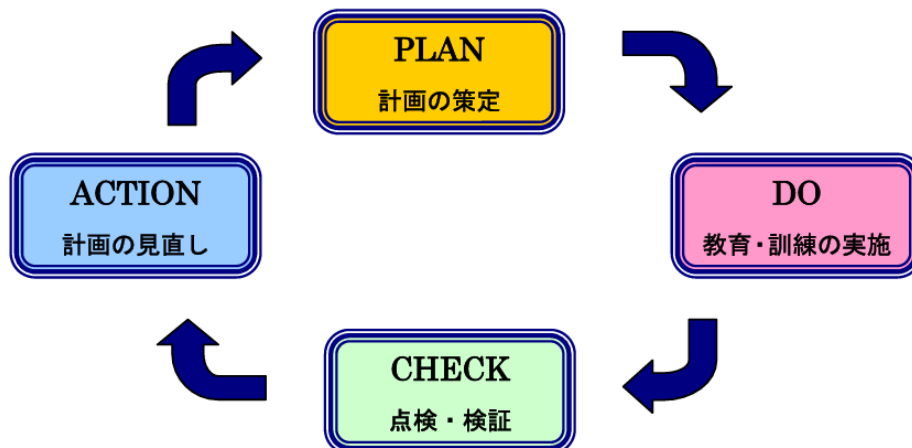 PLAN
計画の策定
ACTION
計画の見直し
DO
教育・訓練の実施
CHECK
点検・検証